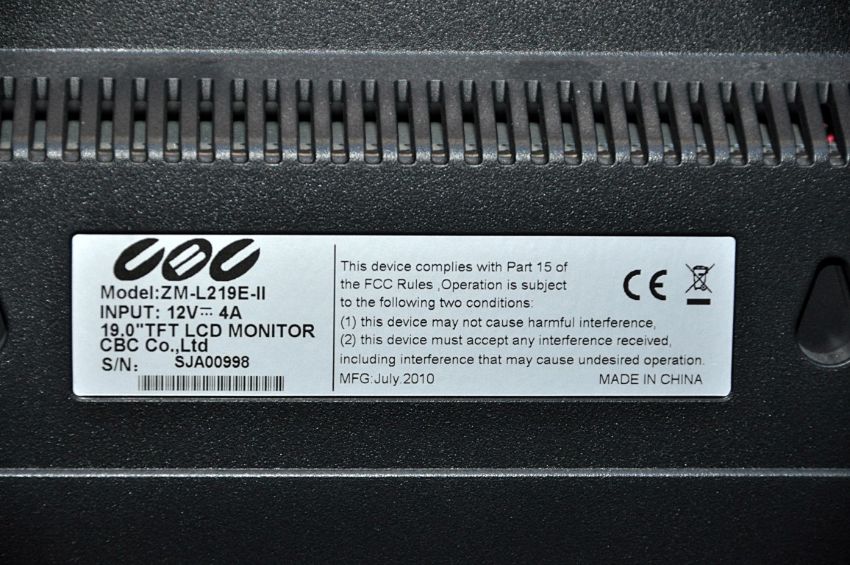 CBC
Model:ZM-L219E-II
INPUT: 12V⎓ 4A
19.0"TFT LCD MONITOR
CBC Co.,Ltd
S/N: SJA00998
This device complies with Part 15 of
the FCC Rules ,Operation is subject
to the following two conditions:
(1) this device may not cause harmful interference,
(2) this device must accept any interference received,
including interference that may cause undesired operation.
MFG:July.2010 MADE IN CHINA
CE